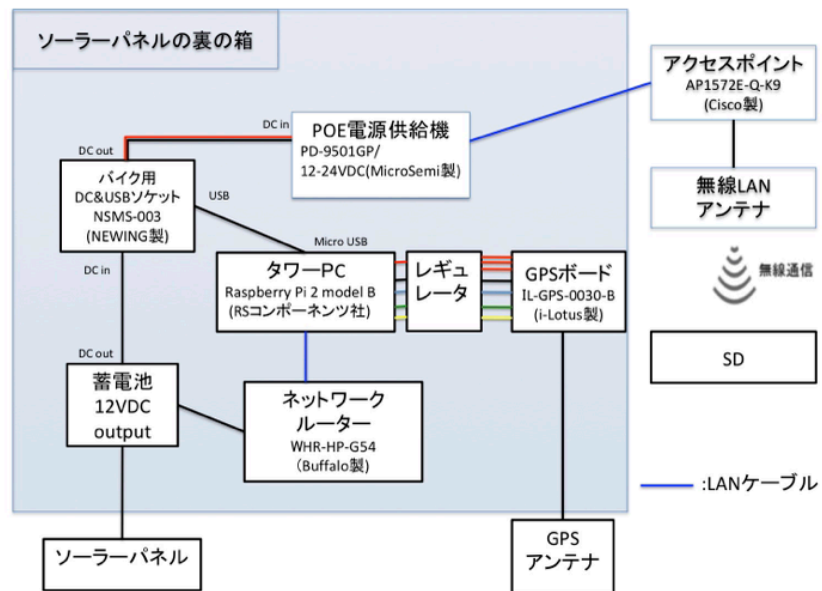 ソーラーパネルの裏の箱
アクセスポイント
AP1572E-Q-K9
(Cisco製)
DC in
POE電源供給機
PD-9501GP/
12-24VDC(MicroSemi製)
DC out
バイク用
DC&USBソケット
NSMS-003
(NEWING製)
USB
無線LAN
アンテナ
Micro USB
DC in
タワーPC
Raspberry Pi 2 model B
(RSコンポーネンツ社)
レギュ
レータ
GPSボード
IL-GPS-0030-B
(i-Lotus製)
無線通信
SD
DC out
蓄電池
12VDC
output
ネットワーク
ルーター
WHR-HP-G54
(Buffalo製)
:LANケーブル
ソーラーパネル
GPS
アンテナ